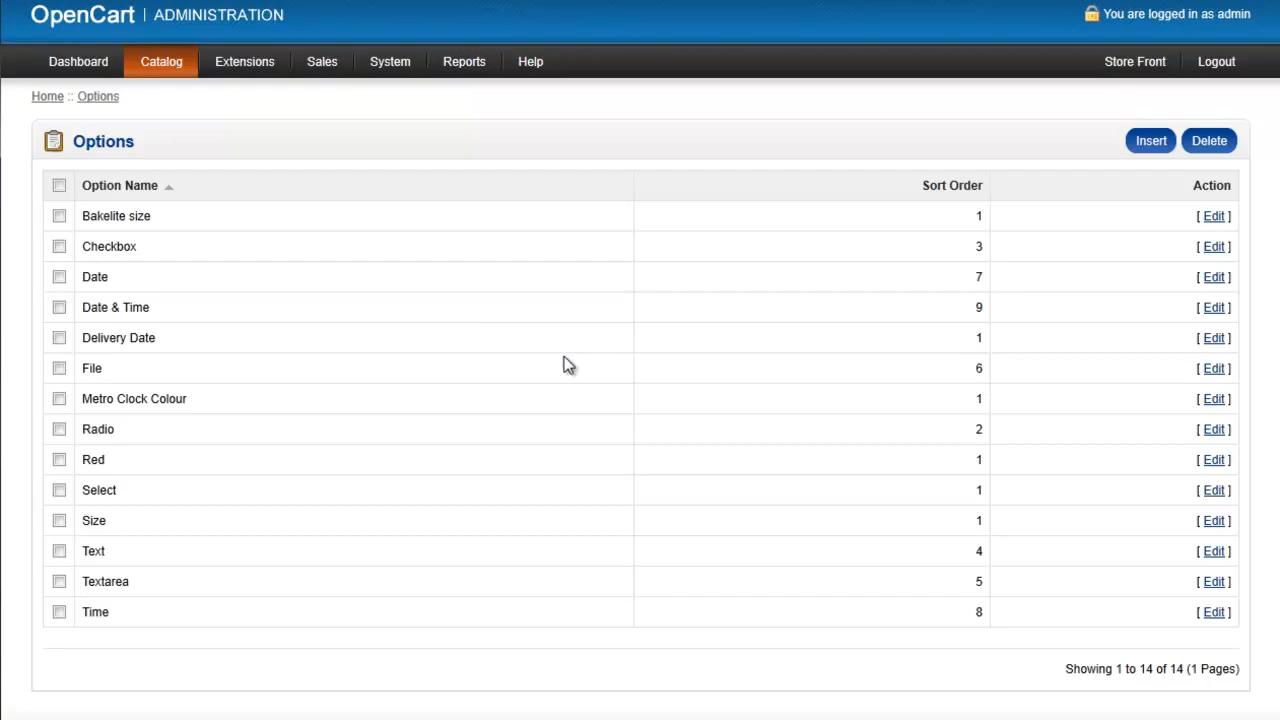 OpenCart | ADMINISTRATION You are logged in as admin
Dashboard Catalog Extensions Sales System Reports Help Store Front Logout
Home :: Options
Options Insert Delete
Option Name Sort Order Action
Bakelite size 1 [ Edit ]
Checkbox 3 [ Edit ]
Date 7 [ Edit ]
Date & Time 9 [ Edit ]
Delivery Date 1 [ Edit ]
File 6 [ Edit ]
Metro Clock Colour 1 [ Edit ]
Radio 2 [ Edit ]
Red 1 [ Edit ]
Select 1 [ Edit ]
Size 1 [ Edit ]
Text 4 [ Edit ]
Textarea 5 [ Edit ]
Time 8 [ Edit ]
Showing 1 to 14 of 14 (1 Pages)